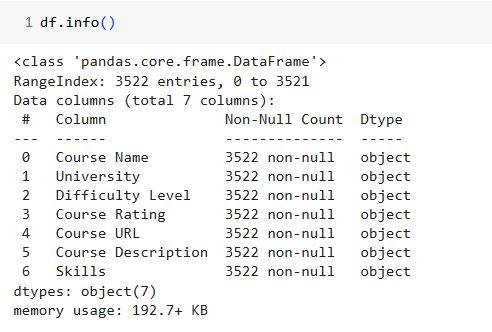 1 df.info()
<class 'pandas.core.frame.DataFrame'>
RangeIndex: 3522 entries, 0 to 3521
Data columns (total 7 columns):
 #   Column              Non-Null Count  Dtype
---  ------              --------------  -----
 0   Course Name         3522 non-null   object
 1   University          3522 non-null   object
 2   Difficulty Level    3522 non-null   object
 3   Course Rating       3522 non-null   object
 4   Course URL          3522 non-null   object
 5   Course Description  3522 non-null   object
 6   Skills              3522 non-null   object
dtypes: object(7)
memory usage: 192.7+ KB